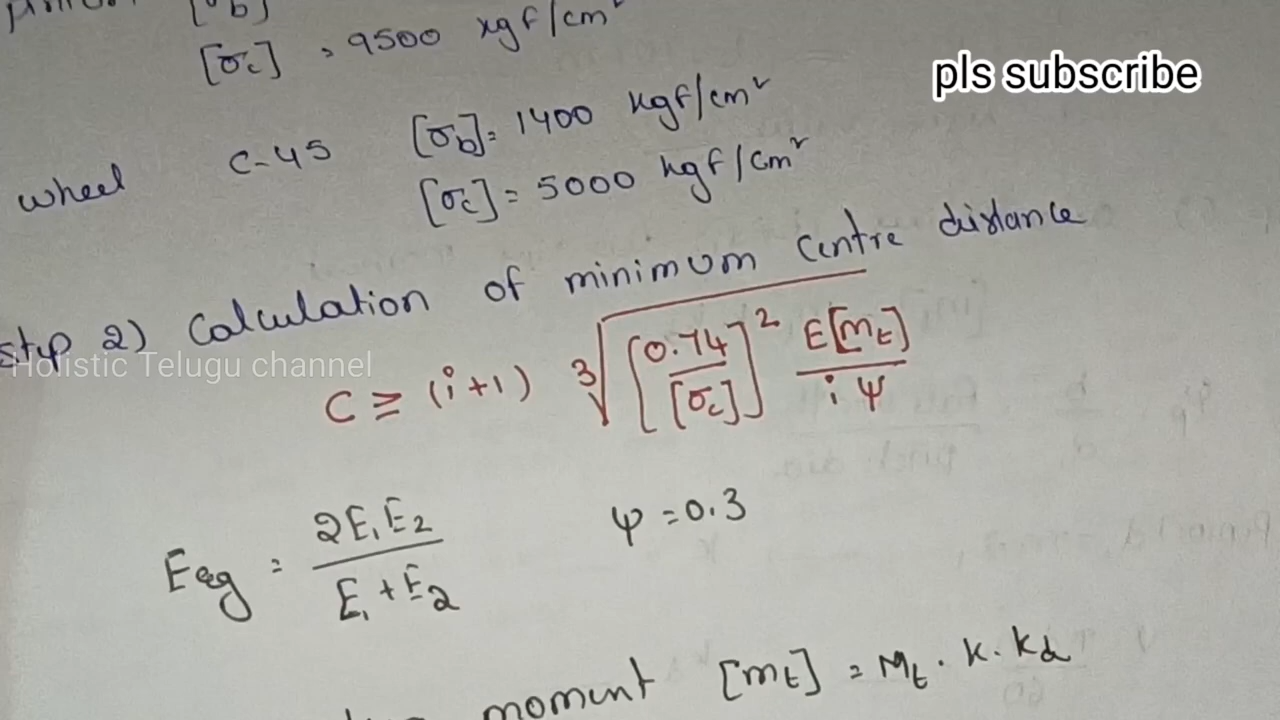 [σb]
[σc] = 9500 kgf/cm²
pls subscribe
wheel C-45 [σb] = 1400 kgf/cm²
[σc] = 5000 kgf/cm²
step 2) Calculation of minimum centre distance
Holistic Telugu channel
C ≥ (i+1) ∛([0.74/[σc]]² E[mt]/iψ)
Eeq = 2E1E2/E1+E2 ψ = 0.3
moment [mt] = Mt . k . kd